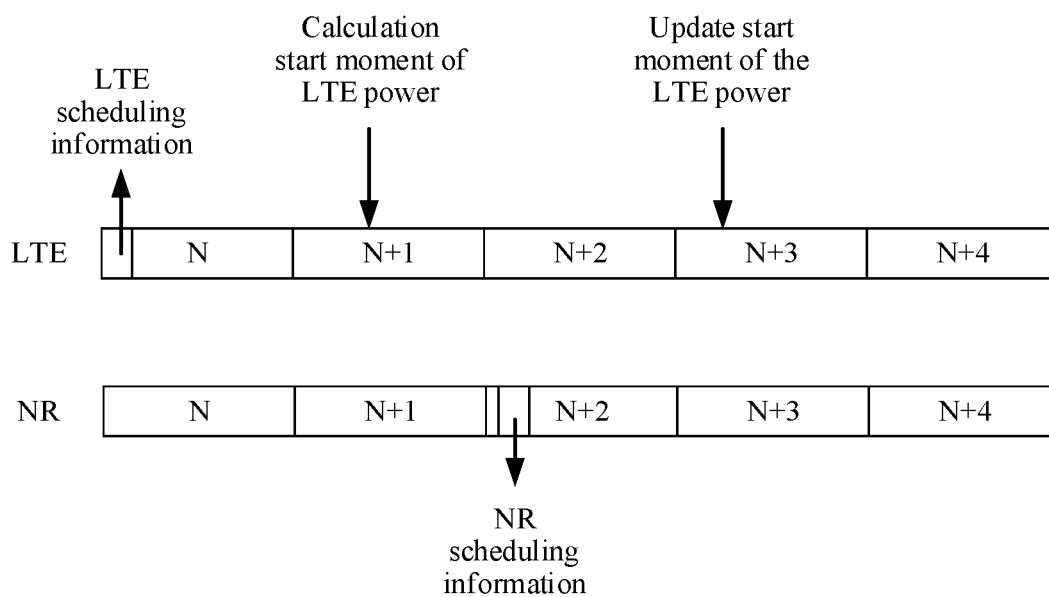 Calculation
start moment of
LTE power
Update start
moment of the
LTE power
LTE
scheduling
information
LTE N N+1 N+2 N+3 N+4
NR N N+1 N+2 N+3 N+4
NR
scheduling
information